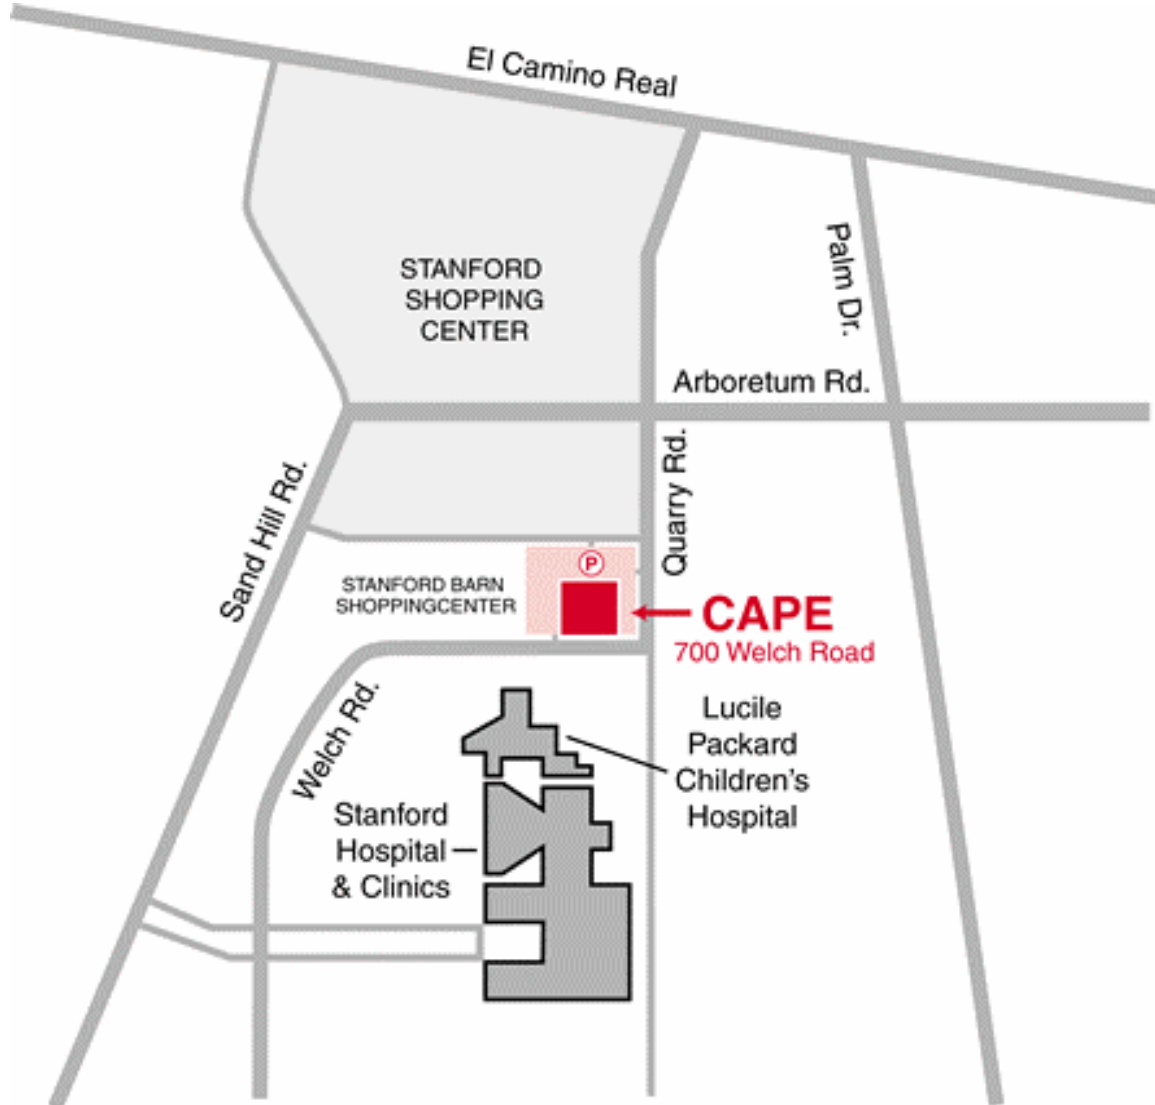 El Camino Real
Palm Dr.
STANFORD
SHOPPING
CENTER
Arboretum Rd.
Quarry Rd.
Sand Hill Rd.
P
STANFORD BARN
SHOPPINGCENTER
CAPE
700 Welch Road
Welch Rd.
Lucile
Packard
Children's
Hospital
Stanford
Hospital
& Clinics